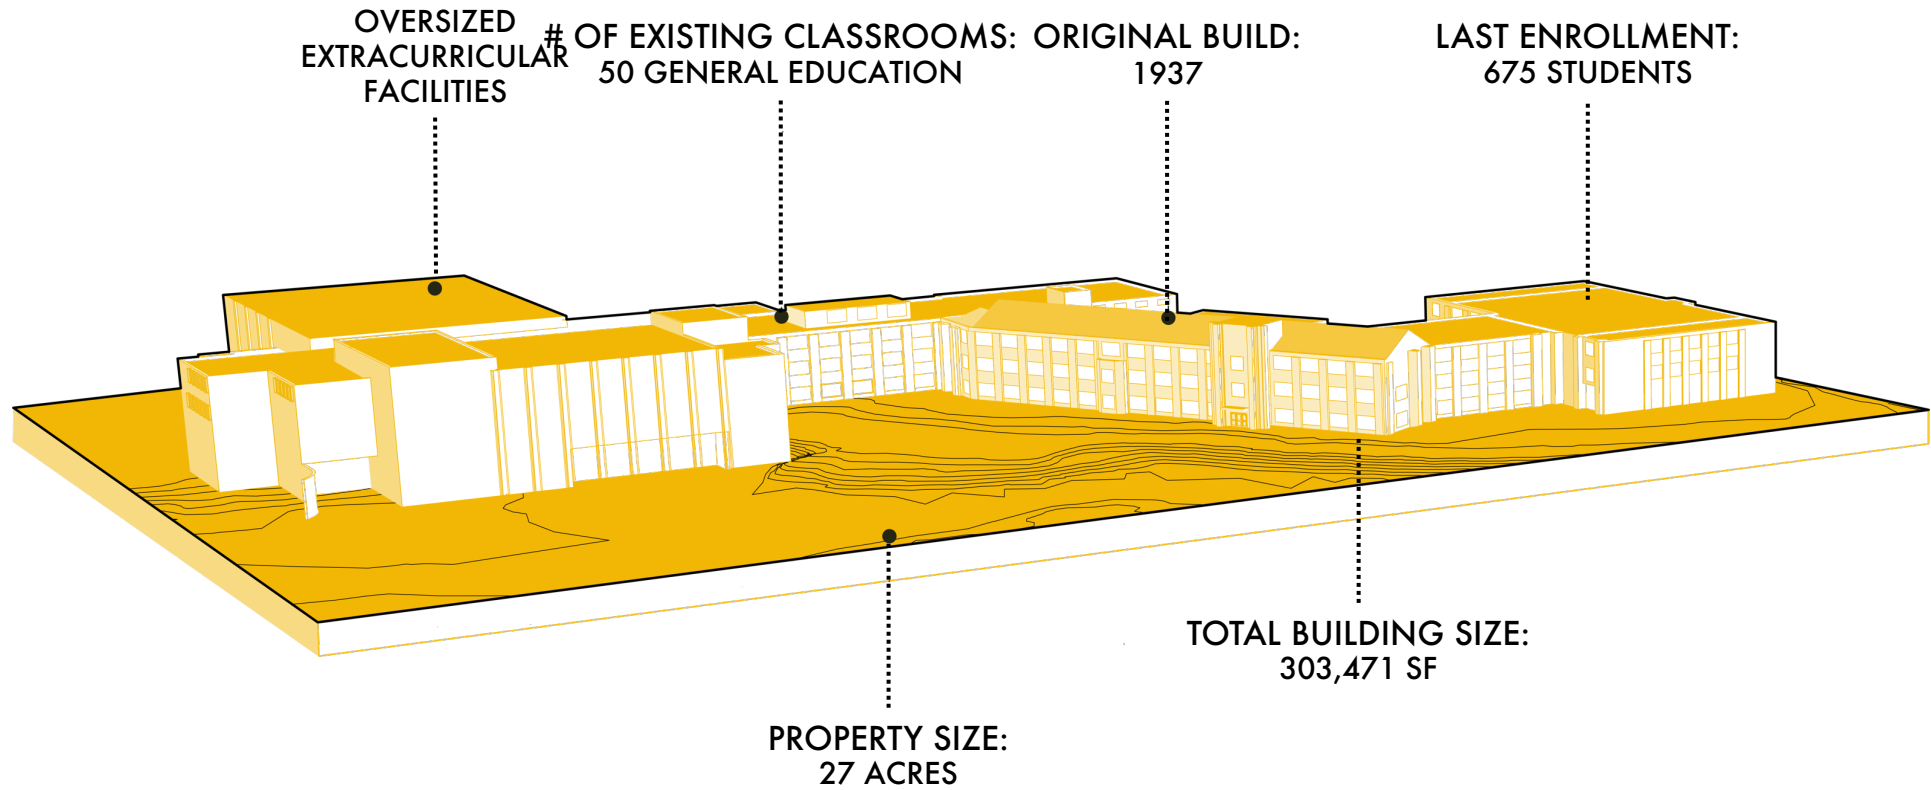 OVERSIZED
EXTRACURRICULAR
FACILITIES
# OF EXISTING CLASSROOMS:
50 GENERAL EDUCATION
ORIGINAL BUILD:
1937
LAST ENROLLMENT:
675 STUDENTS
TOTAL BUILDING SIZE:
303,471 SF
PROPERTY SIZE:
27 ACRES